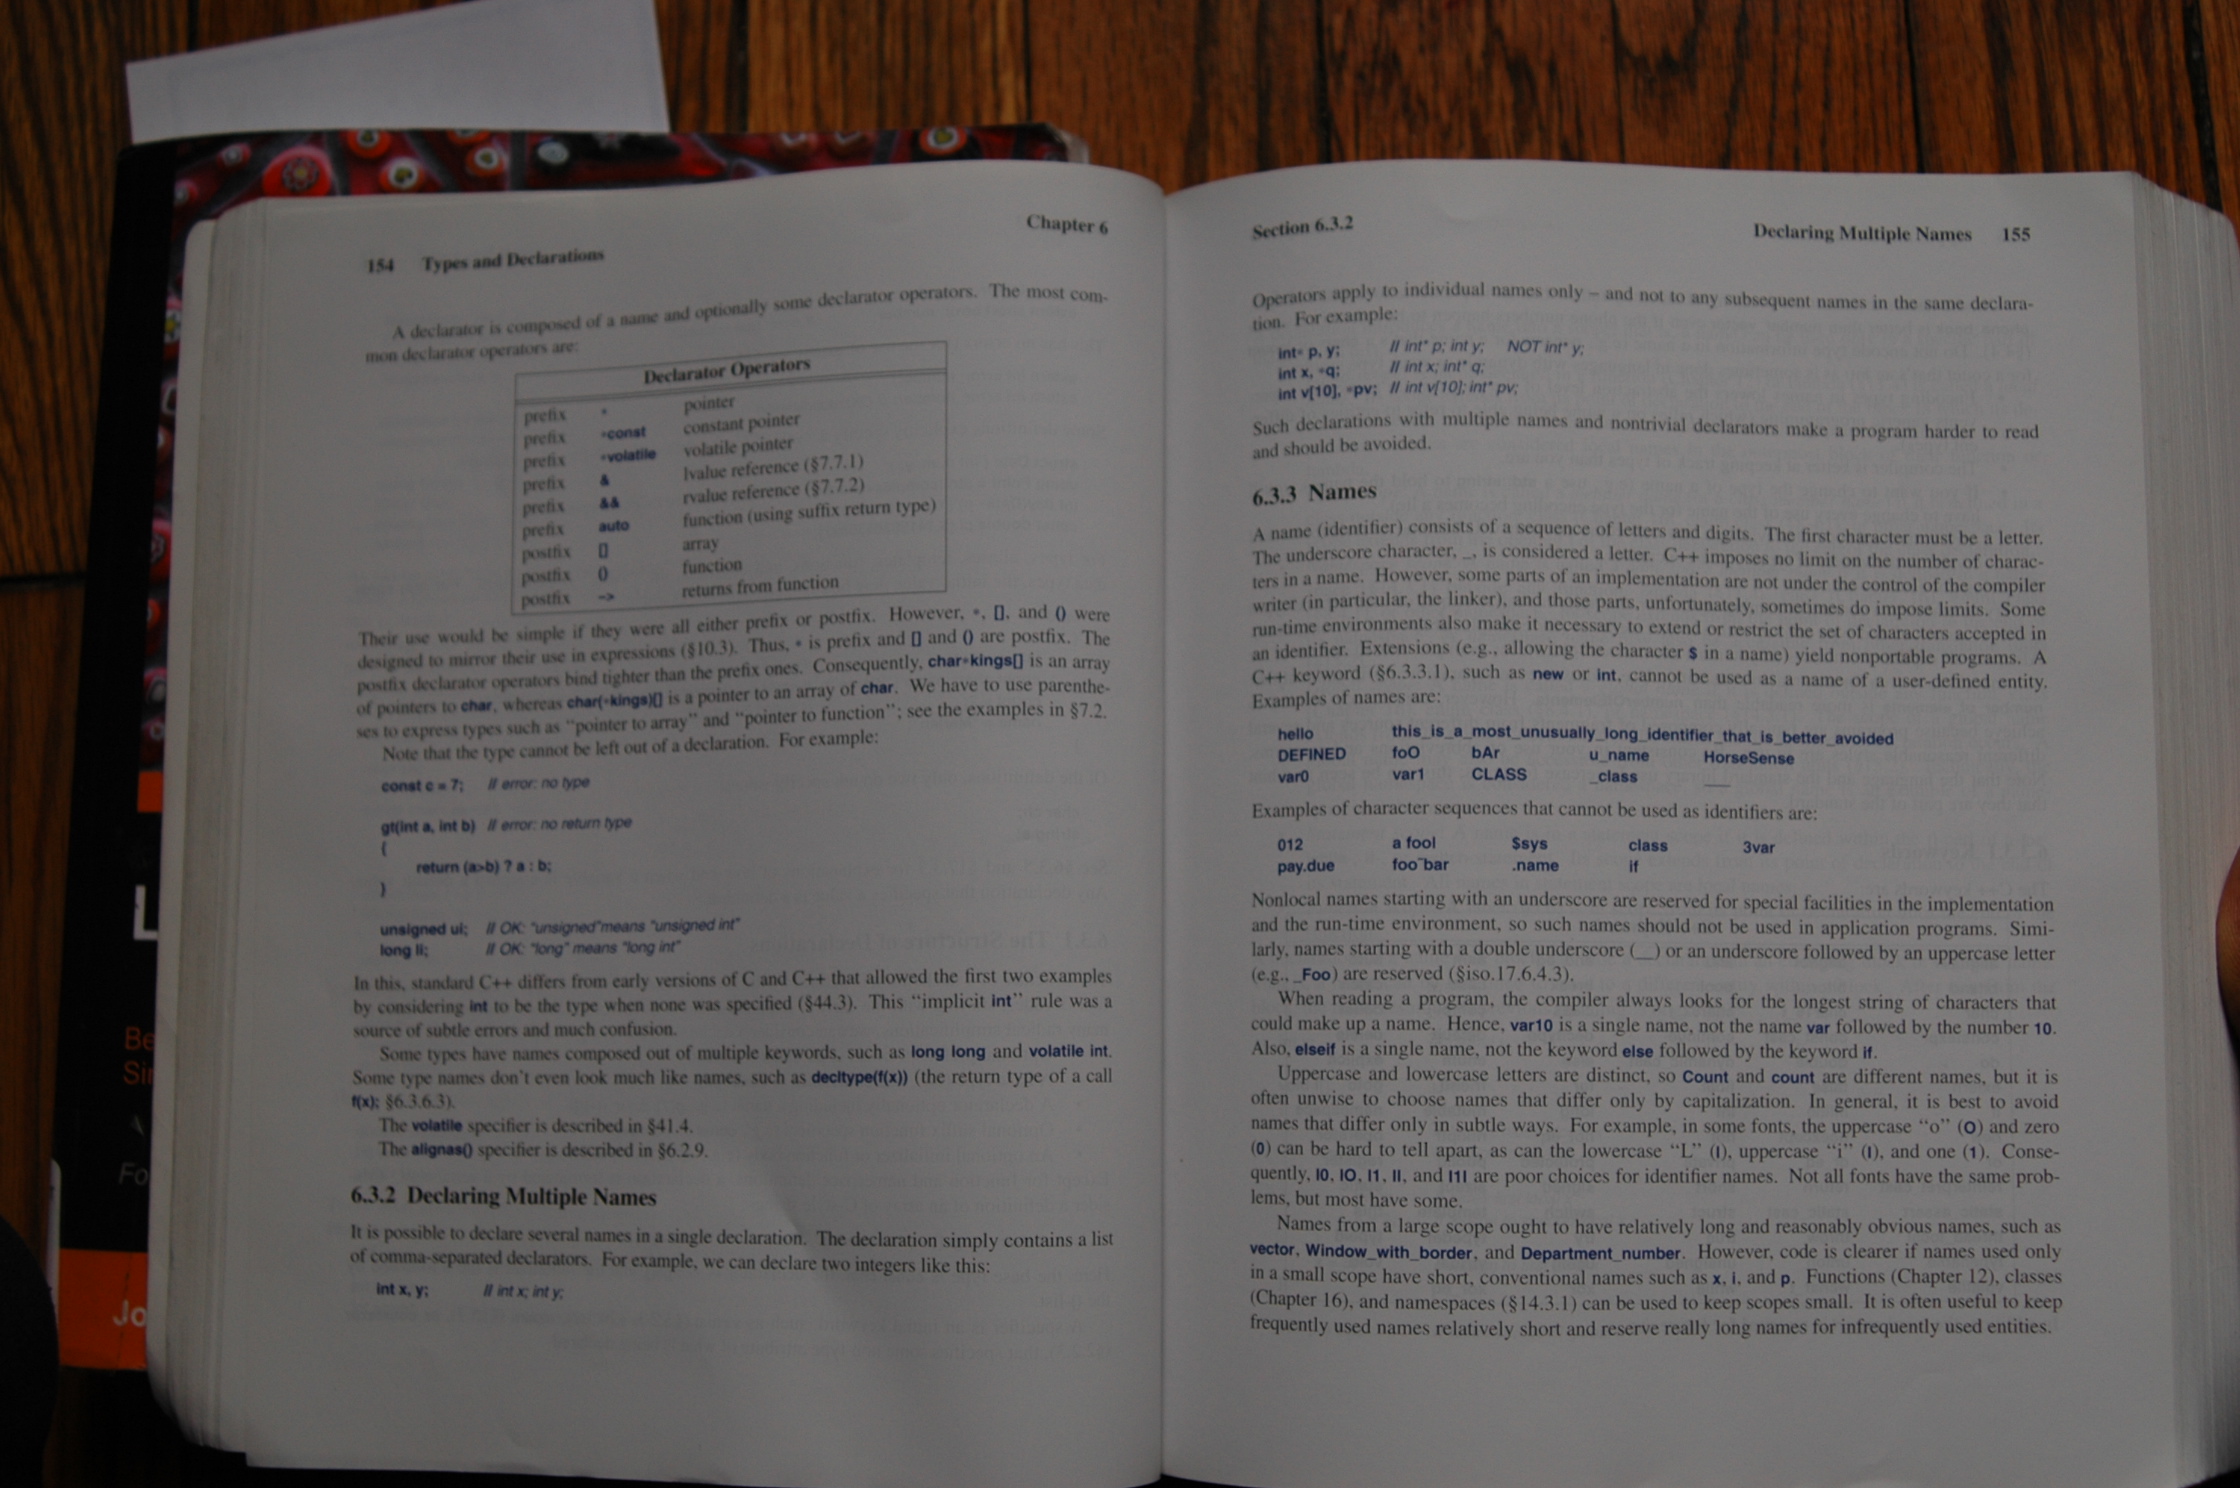 154 Types and Declarations Chapter 6
A declarator is composed of a name and optionally some declarator operators. The most com-
mon declarator operators are:
Declarator Operators
prefix * pointer
prefix *const constant pointer
prefix *volatile volatile pointer
prefix & lvalue reference (§7.7.1)
prefix && rvalue reference (§7.7.2)
prefix auto function (using suffix return type)
postfix [] array
postfix () function
postfix -> returns from function
Their use would be simple if they were all either prefix or postfix. However, *, [], and () were
designed to mirror their use in expressions (§10.3). Thus, * is prefix and [] and () are postfix. The
postfix declarator operators bind tighter than the prefix ones. Consequently, char*kings[] is an array
of pointers to char, whereas char(*kings)[] is a pointer to an array of char. We have to use parenthe-
ses to express types such as “pointer to array” and “pointer to function”; see the examples in §7.2.
Note that the type cannot be left out of a declaration. For example:
const c = 7; // error: no type
gt(int a, int b) // error: no return type
{
return (a>b) ? a : b;
}
unsigned ui; // OK: “unsigned” means “unsigned int”
long li; // OK: “long” means “long int”
In this, standard C++ differs from early versions of C and C++ that allowed the first two examples
by considering int to be the type when none was specified (§44.3). This “implicit int” rule was a
source of subtle errors and much confusion.
Some types have names composed out of multiple keywords, such as long long and volatile int.
Some type names don’t even look much like names, such as decltype(f(x)) (the return type of a call
f(x); §6.3.6.3).
The volatile specifier is described in §41.4.
The alignas() specifier is described in §6.2.9.
6.3.2 Declaring Multiple Names
It is possible to declare several names in a single declaration. The declaration simply contains a list
of comma-separated declarators. For example, we can declare two integers like this:
int x, y; // int x; int y;
Section 6.3.2 Declaring Multiple Names 155
Operators apply to individual names only – and not to any subsequent names in the same declara-
tion. For example:
int* p, y; // int* p; int y; NOT int* y;
int x, *q; // int x; int* q;
int v[10], *pv; // int v[10]; int* pv;
Such declarations with multiple names and nontrivial declarators make a program harder to read
and should be avoided.
6.3.3 Names
A name (identifier) consists of a sequence of letters and digits. The first character must be a letter.
The underscore character, _, is considered a letter. C++ imposes no limit on the number of charac-
ters in a name. However, some parts of an implementation are not under the control of the compiler
writer (in particular, the linker), and those parts, unfortunately, sometimes do impose limits. Some
run-time environments also make it necessary to extend or restrict the set of characters accepted in
an identifier. Extensions (e.g., allowing the character $ in a name) yield nonportable programs. A
C++ keyword (§6.3.3.1), such as new or int, cannot be used as a name of a user-defined entity.
Examples of names are:
hello this_is_a_most_unusually_long_identifier_that_is_better_avoided
DEFINED foO bAr u_name HorseSense
var0 var1 CLASS _class ___
Examples of character sequences that cannot be used as identifiers are:
012 a fool $sys class 3var
pay.due foo~bar .name if
Nonlocal names starting with an underscore are reserved for special facilities in the implementation
and the run-time environment, so such names should not be used in application programs. Simi-
larly, names starting with a double underscore (__) or an underscore followed by an uppercase letter
(e.g., _Foo) are reserved (§iso.17.6.4.3).
When reading a program, the compiler always looks for the longest string of characters that
could make up a name. Hence, var10 is a single name, not the name var followed by the number 10.
Also, elseif is a single name, not the keyword else followed by the keyword if.
Uppercase and lowercase letters are distinct, so Count and count are different names, but it is
often unwise to choose names that differ only by capitalization. In general, it is best to avoid
names that differ only in subtle ways. For example, in some fonts, the uppercase “o” (O) and zero
(0) can be hard to tell apart, as can the lowercase “L” (l), uppercase “i” (I), and one (1). Conse-
quently, l0, lO, l1, ll, and I1l are poor choices for identifier names. Not all fonts have the same prob-
lems, but most have some.
Names from a large scope ought to have relatively long and reasonably obvious names, such as
vector, Window_with_border, and Department_number. However, code is clearer if names used only
in a small scope have short, conventional names such as x, i, and p. Functions (Chapter 12), classes
(Chapter 16), and namespaces (§14.3.1) can be used to keep scopes small. It is often useful to keep
frequently used names relatively short and reserve really long names for infrequently used entities.